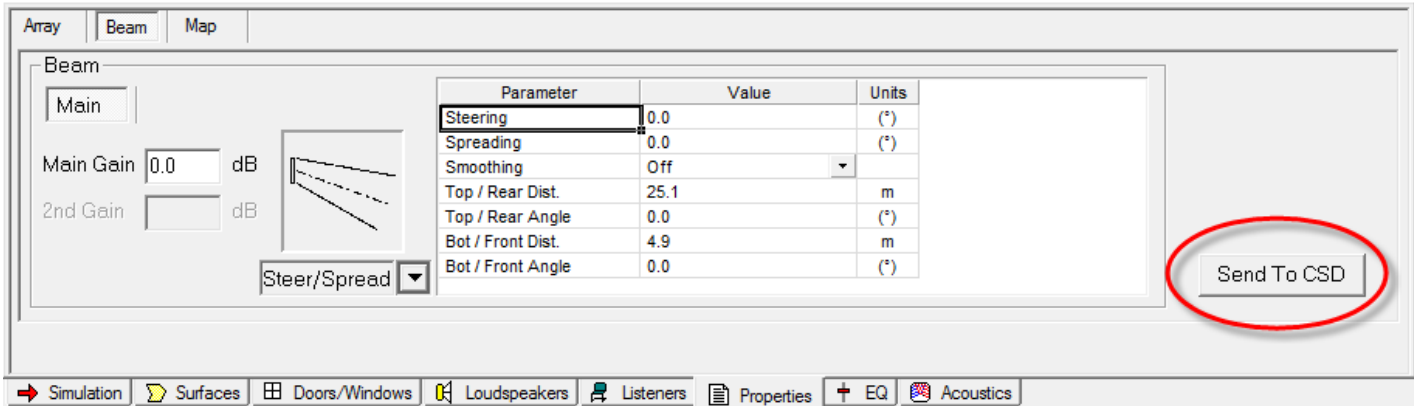 Array Beam Map
Beam
Main
Main Gain 0.0 dB
2nd Gain dB
Steer/Spread
Parameter Value Units
Steering 0.0 (°)
Spreading 0.0 (°)
Smoothing Off
Top / Rear Dist. 25.1 m
Top / Rear Angle 0.0 (°)
Bot / Front Dist. 4.9 m
Bot / Front Angle 0.0 (°)
Send To CSD
Simulation Surfaces Doors/Windows Loudspeakers Listeners Properties EQ Acoustics